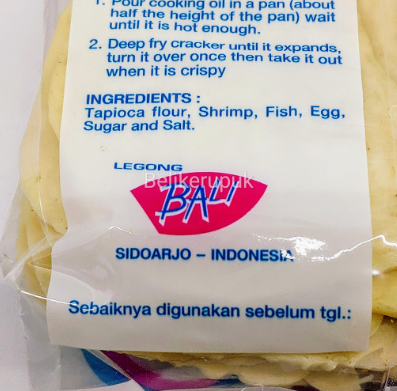 1. Pour cooking oil in a pan (about
half the height of the pan) wait
until it is hot enough.
2. Deep fry cracker until it expands,
turn it over once then take it out
when it is crispy
INGREDIENTS :
Tapioca flour, Shrimp, Fish, Egg,
Sugar and Salt.
LEGONG
Belikerupuk
BALI
SIDOARJO – INDONESIA
Sebaiknya digunakan sebelum tgl.: